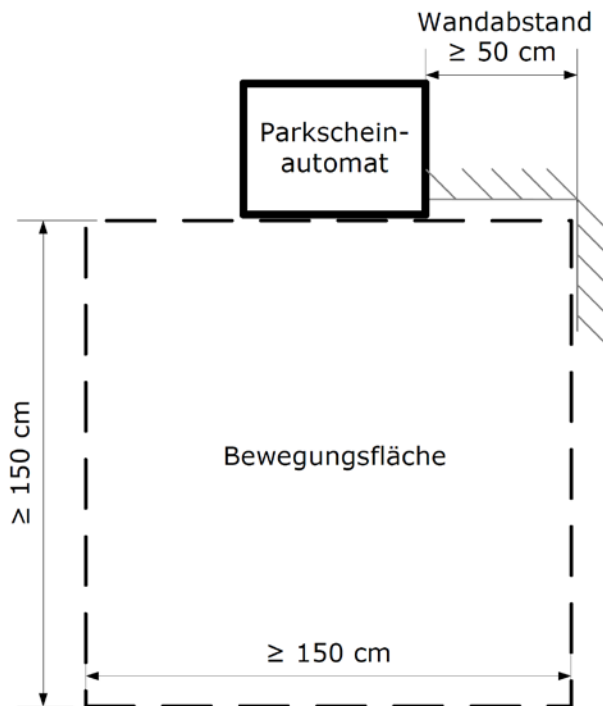 Wandabstand
≥ 50 cm
Parkschein-
automat
≥ 150 cm
Bewegungsfläche
≥ 150 cm